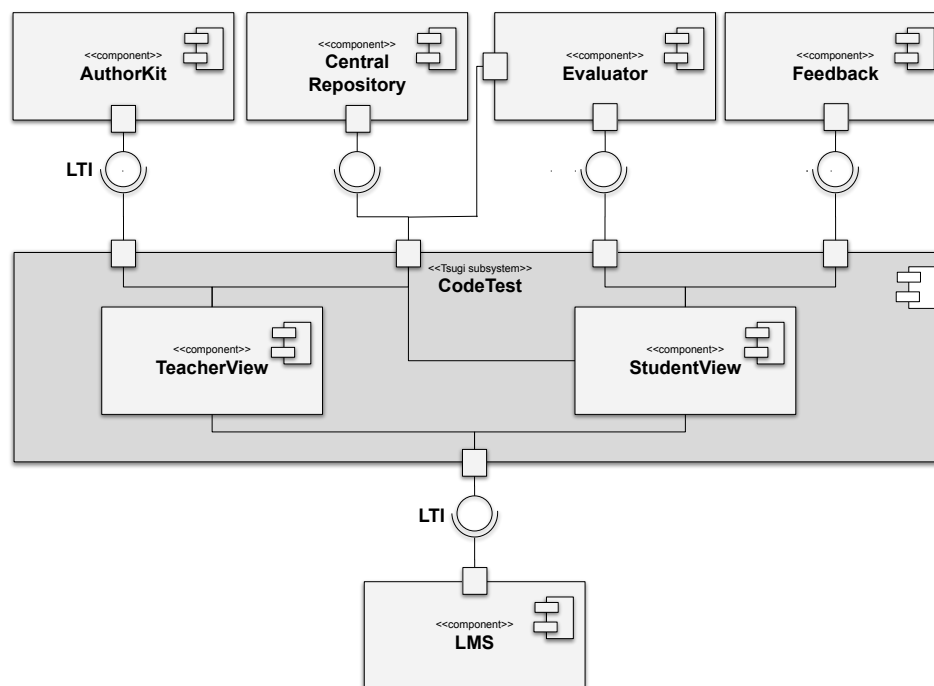 <<component>>
AuthorKit
<<component>>
Central
Repository
<<component>>
Evaluator
<<component>>
Feedback
LTI
<<Tsugi subsystem>>
CodeTest
<<component>>
TeacherView
<<component>>
StudentView
LTI
<<component>>
LMS